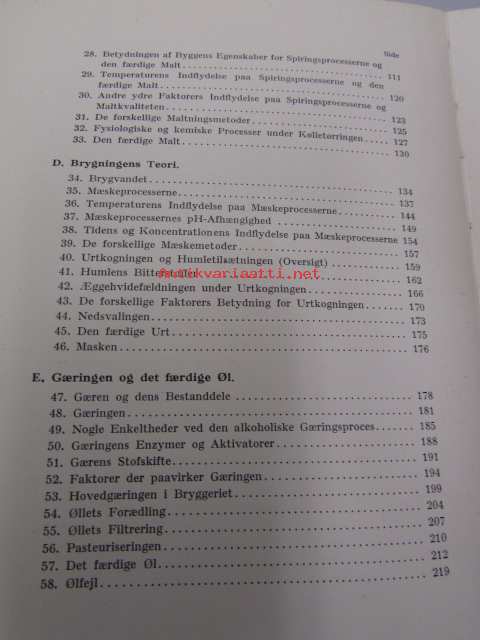 Side
28. Betydningen af Byggens Egenskaber for Spiringsprocesserne og
den færdige Malt 111
29. Temperaturens Indflydelse paa Spiringsprocesserne og den
færdige Malt 120
30. Andre ydre Faktorers Indflydelse paa Spiringsprocesserne og
Maltkvaliteten 123
31. De forskellige Maltningsmetoder 125
32. Fysiologiske og kemiske Processer under Kølletørringen 127
33. Den færdige Malt 130
D. Brygningens Teori.
34. Brygvandet 134
35. Mæskeprocesserne 137
36. Temperaturens Indflydelse paa Mæskeprocesserne 144
37. Mæskeprocessernes pH-Afhængighed 149
38. Tidens og Koncentrationens Indflydelse paa Mæskeprocesserne 154
39. De forskellige Mæskemetoder 157
40. Urtkogningen og Humletilsætningen (Oversigt) 159
41. Humlens Bitterstoffer 162
antikvariaatti.net
42. Æggehvidefældningen under Urtkogningen 166
43. De forskellige Faktorers Betydning for Urtkogningen 170
44. Nedsvalingen 173
45. Den færdige Urt 175
46. Masken 176
E. Gæringen og det færdige Øl.
47. Gæren og dens Bestanddele 178
48. Gæringen 181
49. Nogle Enkeltheder ved den alkoholiske Gæringsproces 185
50. Gæringens Enzymer og Aktivatorer 188
51. Gærens Stofskifte 191
52. Faktorer der paavirker Gæringen 194
53. Hovedgæringen i Bryggeriet 199
54. Øllets Forædling 204
55. Øllets Filtrering 207
56. Pasteuriseringen 210
57. Det færdige Øl 212
58. Ølfejl 219